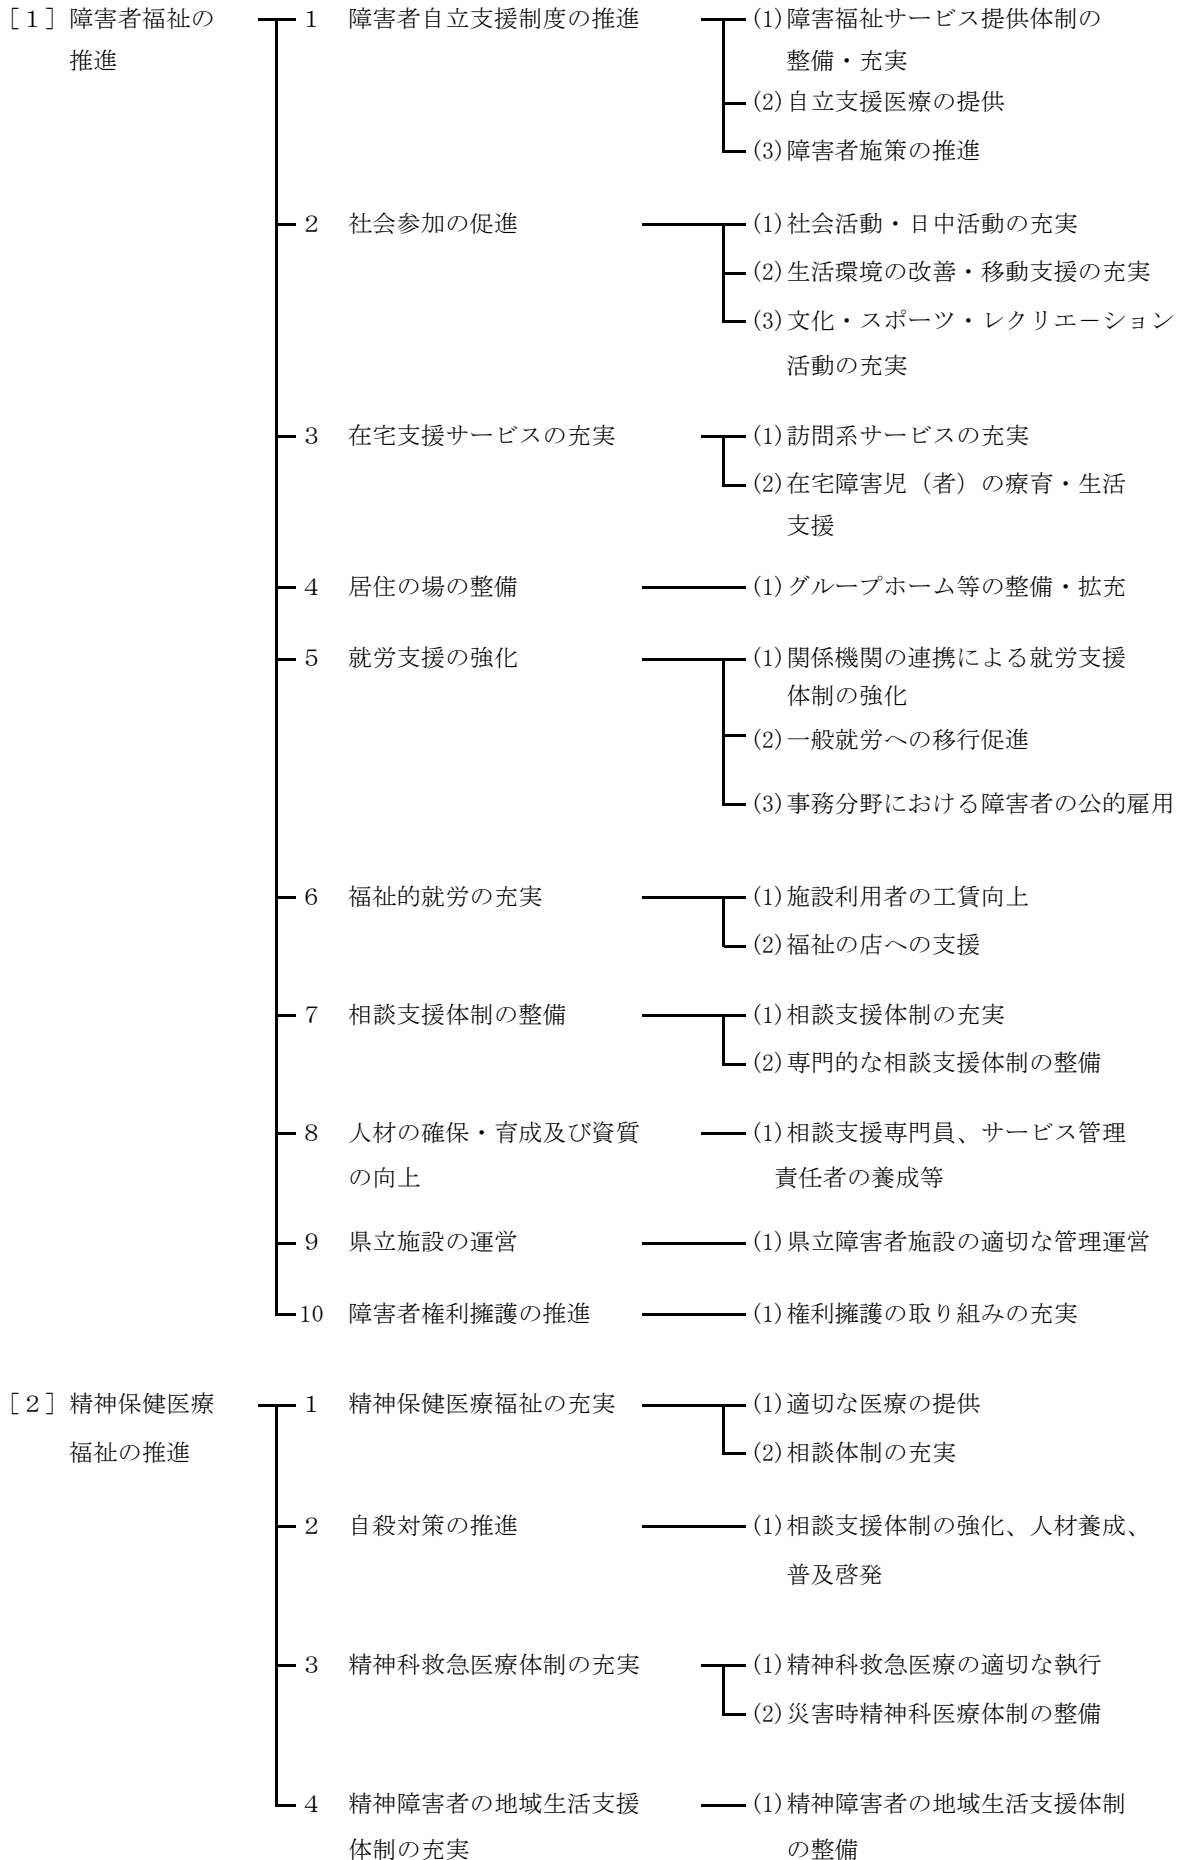 ［１］障害者福祉の　１　障害者自立支援制度の推進　(1)障害福祉サービス提供体制の
推進　整備・充実
(2)自立支援医療の提供
(3)障害者施策の推進
２　社会参加の促進　(1)社会活動・日中活動の充実
(2)生活環境の改善・移動支援の充実
(3)文化・スポーツ・レクリエ－ション
活動の充実
３　在宅支援サービスの充実　(1)訪問系サービスの充実
(2)在宅障害児（者）の療育・生活
支援
４　居住の場の整備　(1)グループホーム等の整備・拡充
５　就労支援の強化　(1)関係機関の連携による就労支援
体制の強化
(2)一般就労への移行促進
(3)事務分野における障害者の公的雇用
６　福祉的就労の充実　(1)施設利用者の工賃向上
(2)福祉の店への支援
７　相談支援体制の整備　(1)相談支援体制の充実
(2)専門的な相談支援体制の整備
８　人材の確保・育成及び資質　(1)相談支援専門員、サービス管理
の向上　責任者の養成等
９　県立施設の運営　(1)県立障害者施設の適切な管理運営
10　障害者権利擁護の推進　(1)権利擁護の取り組みの充実
［２］精神保健医療　１　精神保健医療福祉の充実　(1)適切な医療の提供
福祉の推進　(2)相談体制の充実
２　自殺対策の推進　(1)相談支援体制の強化、人材養成、
普及啓発
３　精神科救急医療体制の充実　(1)精神科救急医療の適切な執行
(2)災害時精神科医療体制の整備
４　精神障害者の地域生活支援　(1)精神障害者の地域生活支援体制
体制の充実　の整備